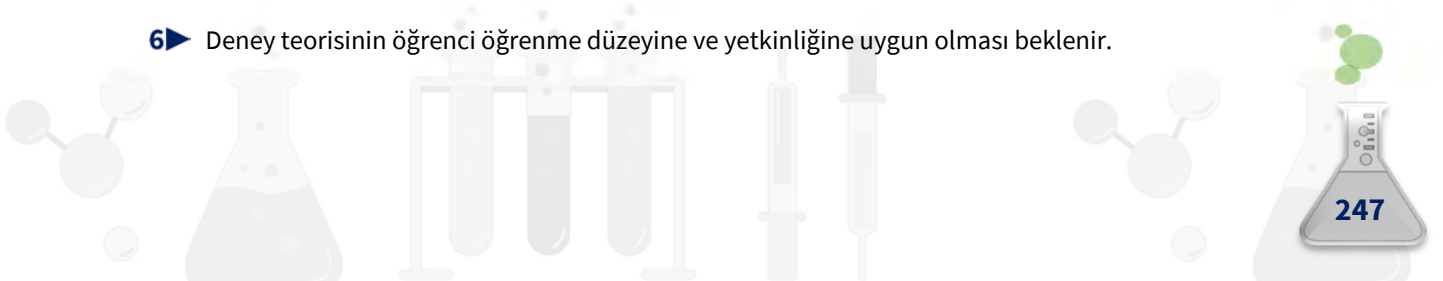 6▶ Deney teorisinin öğrenci öğrenme düzeyine ve yetkinliğine uygun olması beklenir.
247